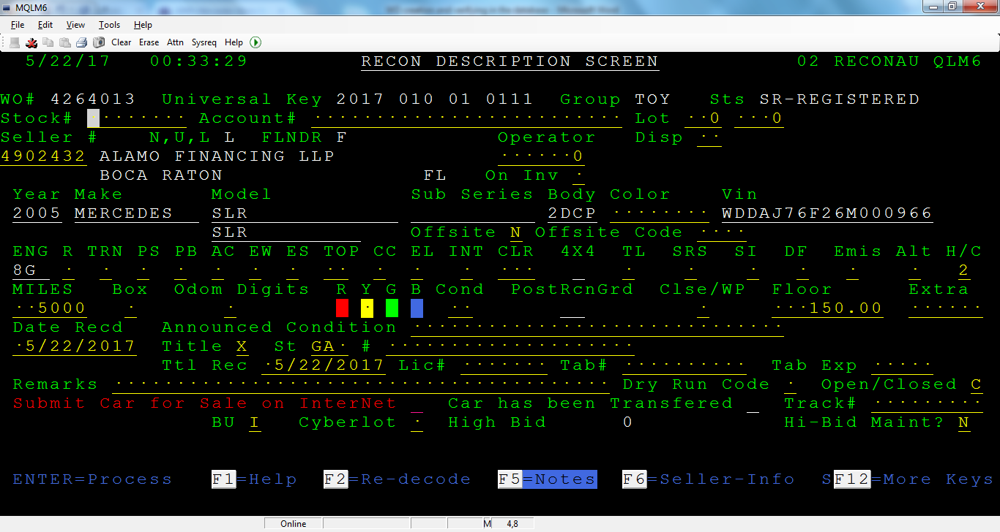 MQLM6
File Edit View Tools Help
Clear Erase Attn Sysreq Help
5/22/17 00:33:29 RECON DESCRIPTION SCREEN 02 RECONAU QLM6
WO# 4264013 Universal Key 2017 010 01 0111 Group TOY Sts SR-REGISTERED
Stock# ········ Account# ························· Lot ··0 ···0
Seller # N,U,L L FLNDR F Operator Disp ··
4902432 ALAMO FINANCING LLP ······0
BOCA RATON FL On Inv ·
Year Make Model Sub Series Body Color Vin
2005 MERCEDES SLR 2DCP ········ WDDAJ76F26M000966
SLR Offsite N Offsite Code ····
ENG R TRN PS PB AC EW ES TOP CC EL INT CLR 4X4 TL SRS SI DF Emis Alt H/C
8G · · · · · · · ·· · · · ··· · · · · · · 2
MILES Box Odom Digits R Y G B Cond PostRcnGrd Clse/WP Floor Extra
··5000 · · · ·· · ···150.00 ······
Date Recd Announced Condition ······························
·5/22/2017 Title X St GA· # ····················
Ttl Rec ·5/22/2017 Lic# ······· Tab# ·········· Tab Exp ·····
Remarks ········································ Dry Run Code · Open/Closed C
Submit Car for Sale on InterNet _ Car has been Transfered _ Track# ·········
BU I Cyberlot · High Bid 0 Hi-Bid Maint? N
ENTER=Process F1=Help F2=Re-decode F5=Notes F6=Seller-Info SF12=More Keys
Online M 4,8